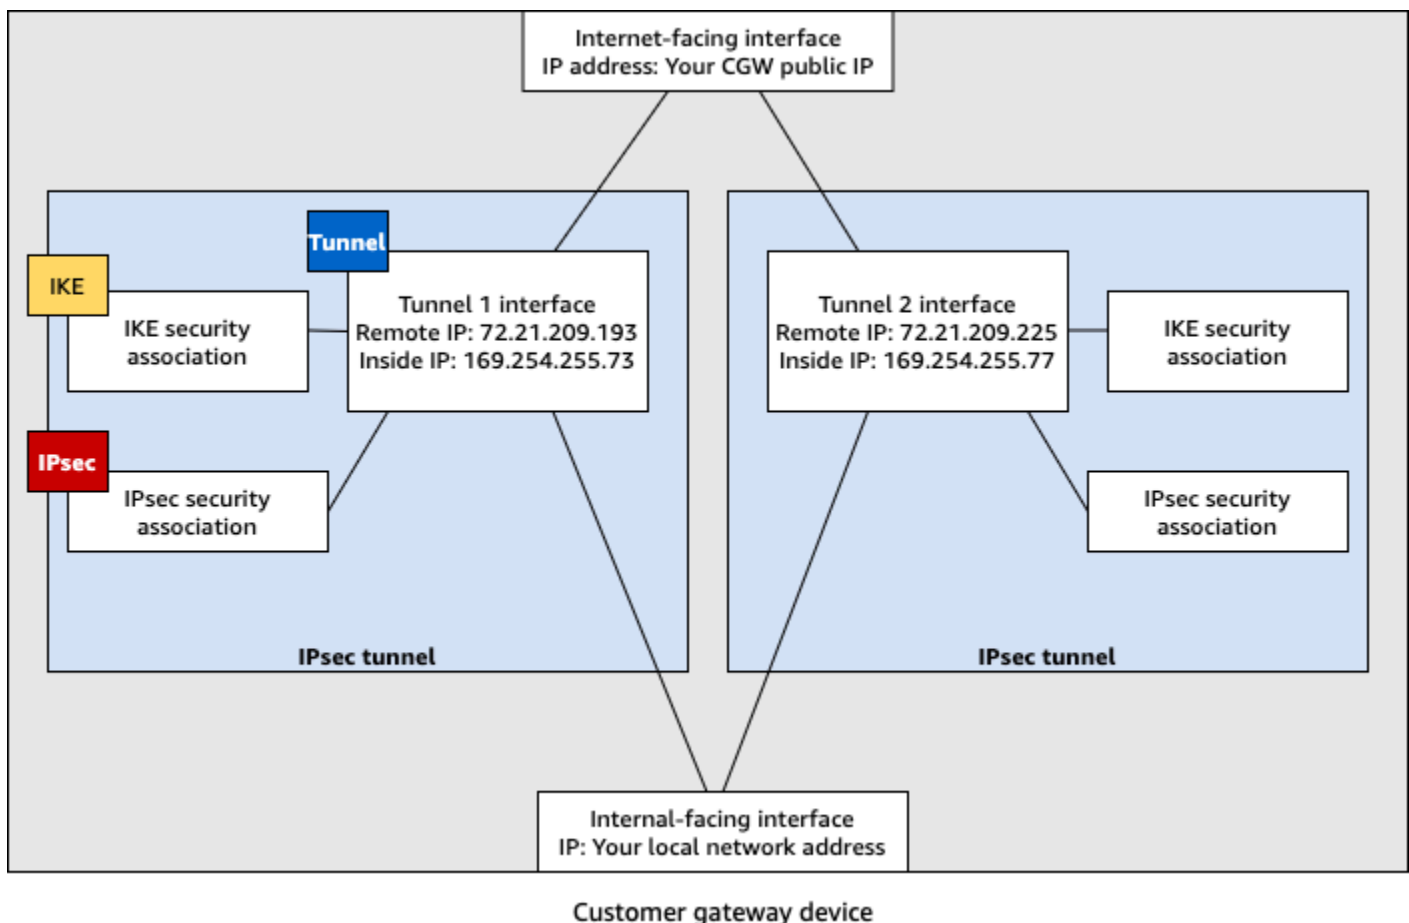 Internet-facing interface
IP address: Your CGW public IP
Tunnel
IKE
Tunnel 1 interface
Remote IP: 72.21.209.193
Inside IP: 169.254.255.73
IKE security
association
IPsec
IPsec security
association
IPsec tunnel
Tunnel 2 interface
Remote IP: 72.21.209.225
Inside IP: 169.254.255.77
IKE security
association
IPsec security
association
IPsec tunnel
Internal-facing interface
IP: Your local network address
Customer gateway device